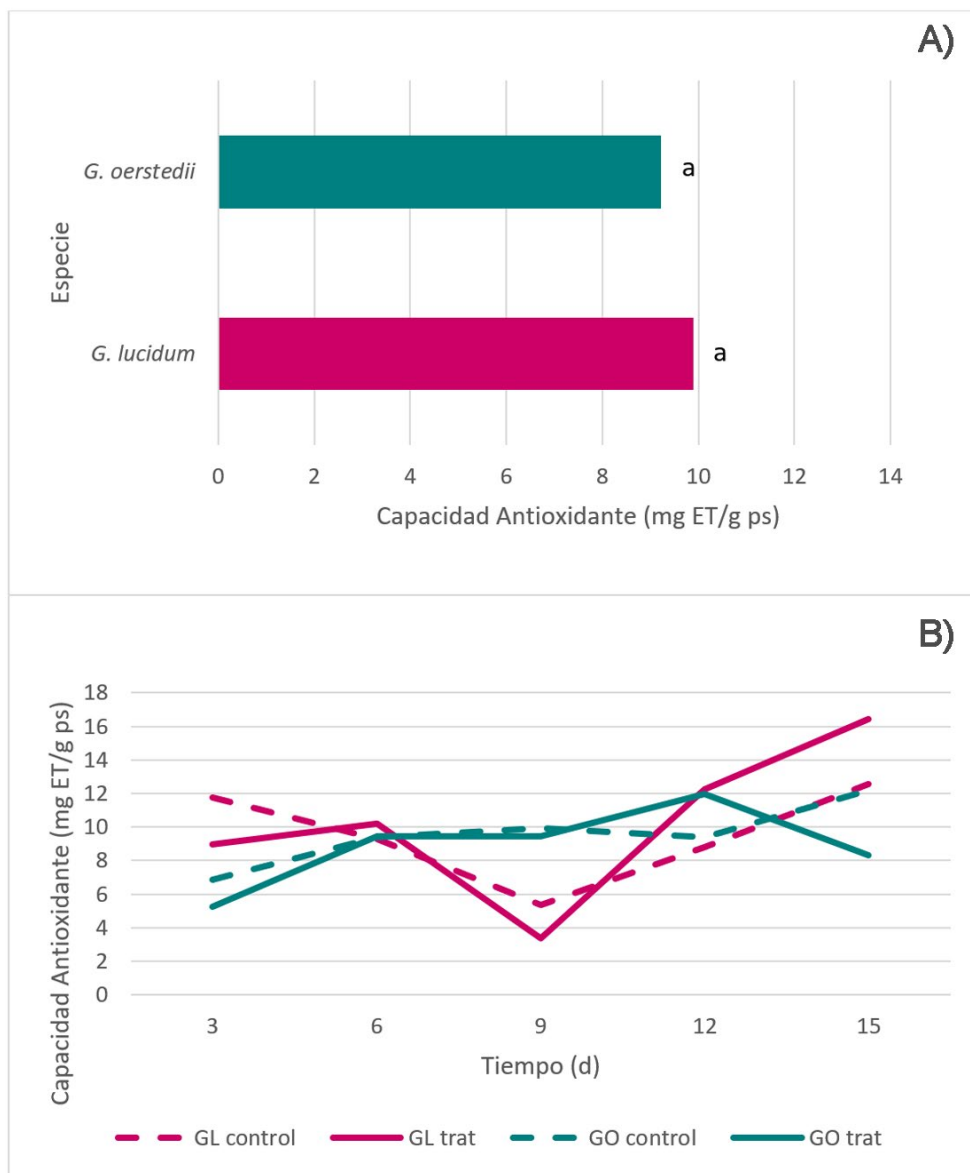 A)
G. oerstedii
a
Especie
G. lucidum
a
0 2 4 6 8 10 12 14
Capacidad Antioxidante (mg ET/g ps)
B)
Capacidad Antioxidante (mg ET/g ps)
18
16
14
12
10
8
6
4
2
0
3 6 9 12 15
Tiempo (d)
GL control GL trat GO control GO trat